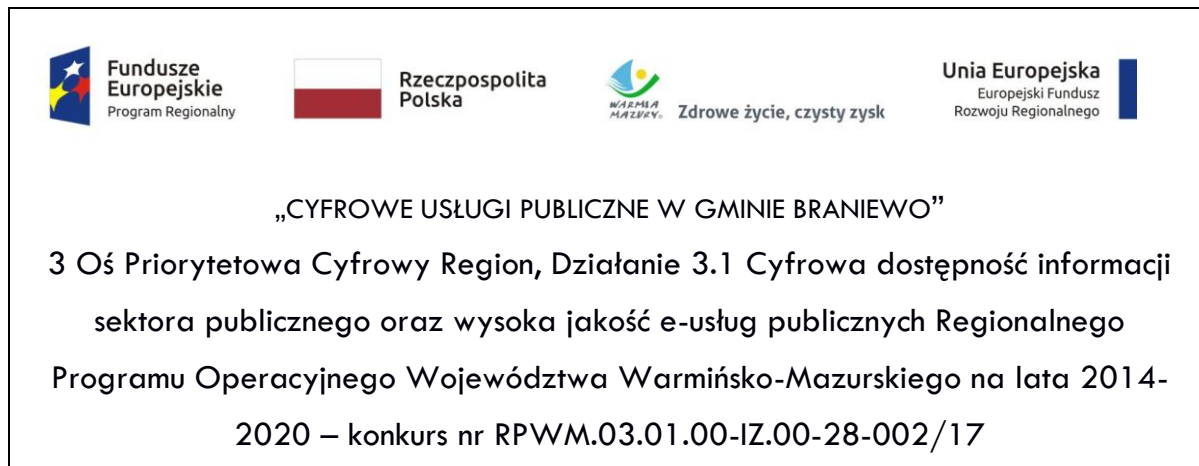 Fundusze
Europejskie
Program Regionalny
Rzeczpospolita
Polska
WARMIA
MAZURY
Zdrowe życie, czysty zysk
Unia Europejska
Europejski Fundusz
Rozwoju Regionalnego
„CYFROWE USŁUGI PUBLICZNE W GMINIE BRANIEWO”
3 Oś Priorytetowa Cyfrowy Region, Działanie 3.1 Cyfrowa dostępność informacji
sektora publicznego oraz wysoka jakość e-usług publicznych Regionalnego
Programu Operacyjnego Województwa Warmińsko-Mazurskiego na lata 2014-
2020 – konkurs nr RPWM.03.01.00-IZ.00-28-002/17